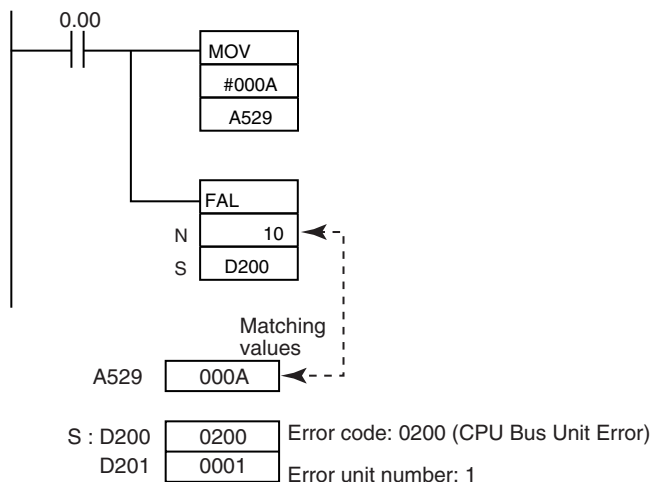 0.00
MOV
#000A
A529
FAL
N 10
S D200
Matching
values
A529 000A
S : D200 0200 Error code: 0200 (CPU Bus Unit Error)
D201 0001 Error unit number: 1